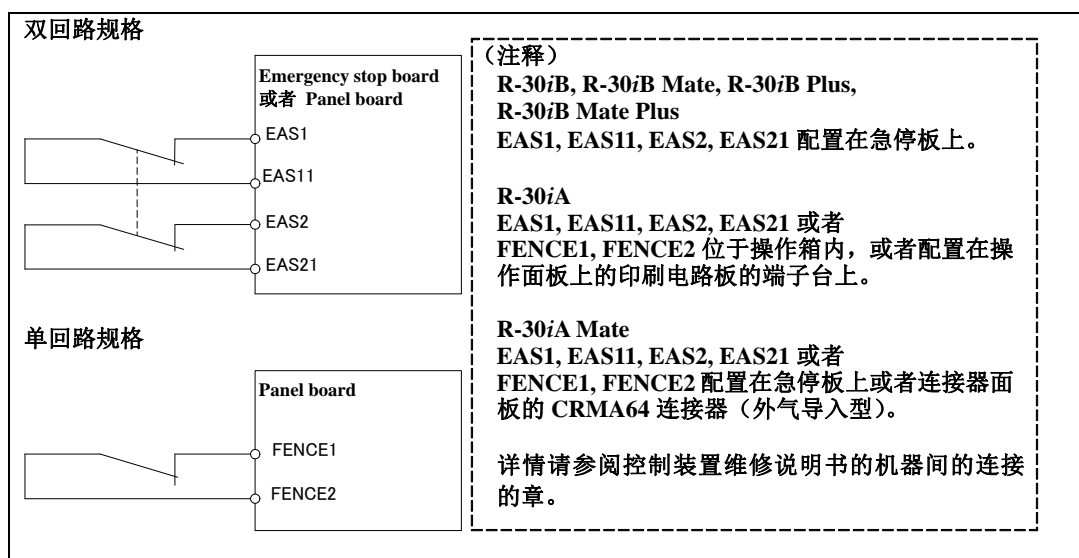 双回路规格
Emergency stop board
或者 Panel board
EAS1
EAS11
EAS2
EAS21
单回路规格
Panel board
FENCE1
FENCE2
（注释）
R-30iB, R-30iB Mate, R-30iB Plus,
R-30iB Mate Plus
EAS1, EAS11, EAS2, EAS21 配置在急停板上。
R-30iA
EAS1, EAS11, EAS2, EAS21 或者
FENCE1, FENCE2 位于操作箱内，或者配置在操
作面板上的印刷电路板的端子台上。
R-30iA Mate
EAS1, EAS11, EAS2, EAS21 或者
FENCE1, FENCE2 配置在急停板上或者连接器面
板的 CRMA64 连接器（外气导入型）。
详情请参阅控制装置维修说明书的机器间的连接
的章。